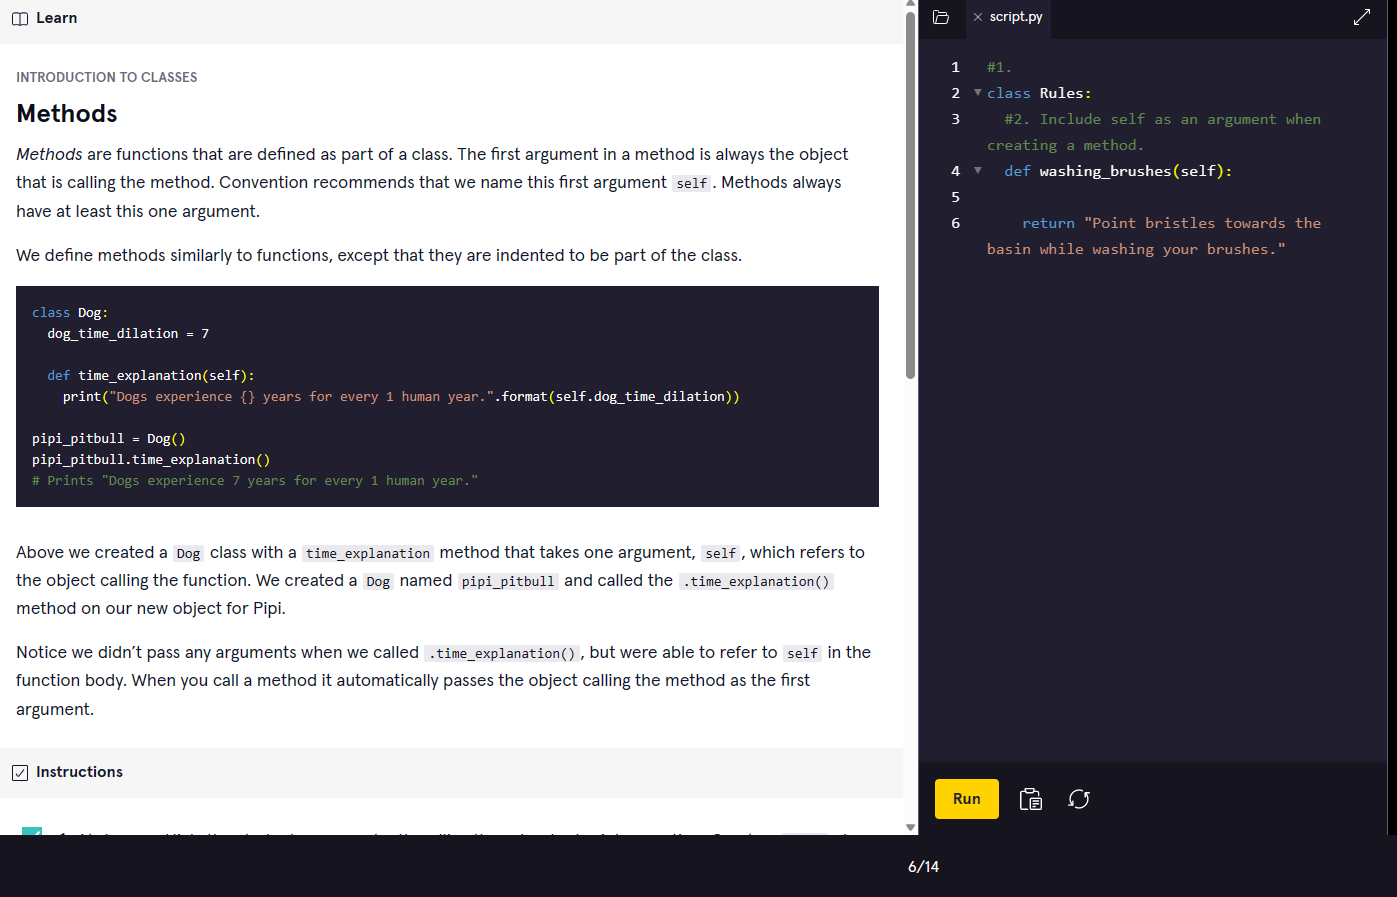 Learn
INTRODUCTION TO CLASSES
Methods
Methods are functions that are defined as part of a class. The first argument in a method is always the object
that is calling the method. Convention recommends that we name this first argument self. Methods always
have at least this one argument.
We define methods similarly to functions, except that they are indented to be part of the class.
class Dog:
  dog_time_dilation = 7
  def time_explanation(self):
    print("Dogs experience {} years for every 1 human year.".format(self.dog_time_dilation))
pipi_pitbull = Dog()
pipi_pitbull.time_explanation()
# Prints "Dogs experience 7 years for every 1 human year."
Above we created a Dog class with a time_explanation method that takes one argument, self, which refers to
the object calling the function. We created a Dog named pipi_pitbull and called the .time_explanation()
method on our new object for Pipi.
Notice we didn’t pass any arguments when we called .time_explanation(), but were able to refer to self in the
function body. When you call a method it automatically passes the object calling the method as the first
argument.
Instructions
script.py
1 #1.
2 class Rules:
3   #2. Include self as an argument when
creating a method.
4   def washing_brushes(self):
5
6     return "Point bristles towards the
basin while washing your brushes."
Run
6/14